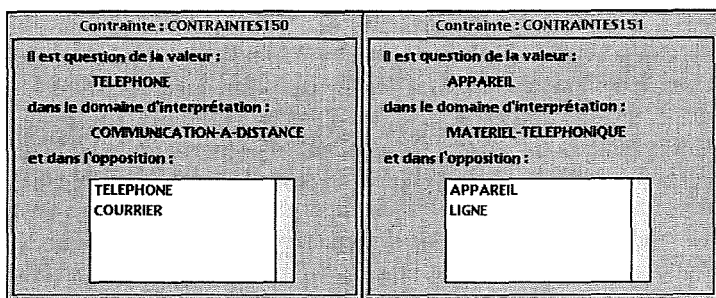 Contrainte : CONTRAINTES150
Il est question de la valeur :
TELEPHONE
dans le domaine d'interprétation :
COMMUNICATION-A-DISTANCE
et dans l'opposition :
TELEPHONE
COURRIER
Contrainte : CONTRAINTES151
Il est question de la valeur :
APPAREIL
dans le domaine d'interprétation :
MATERIEL-TELEPHONIQUE
et dans l'opposition :
APPAREIL
LIGNE